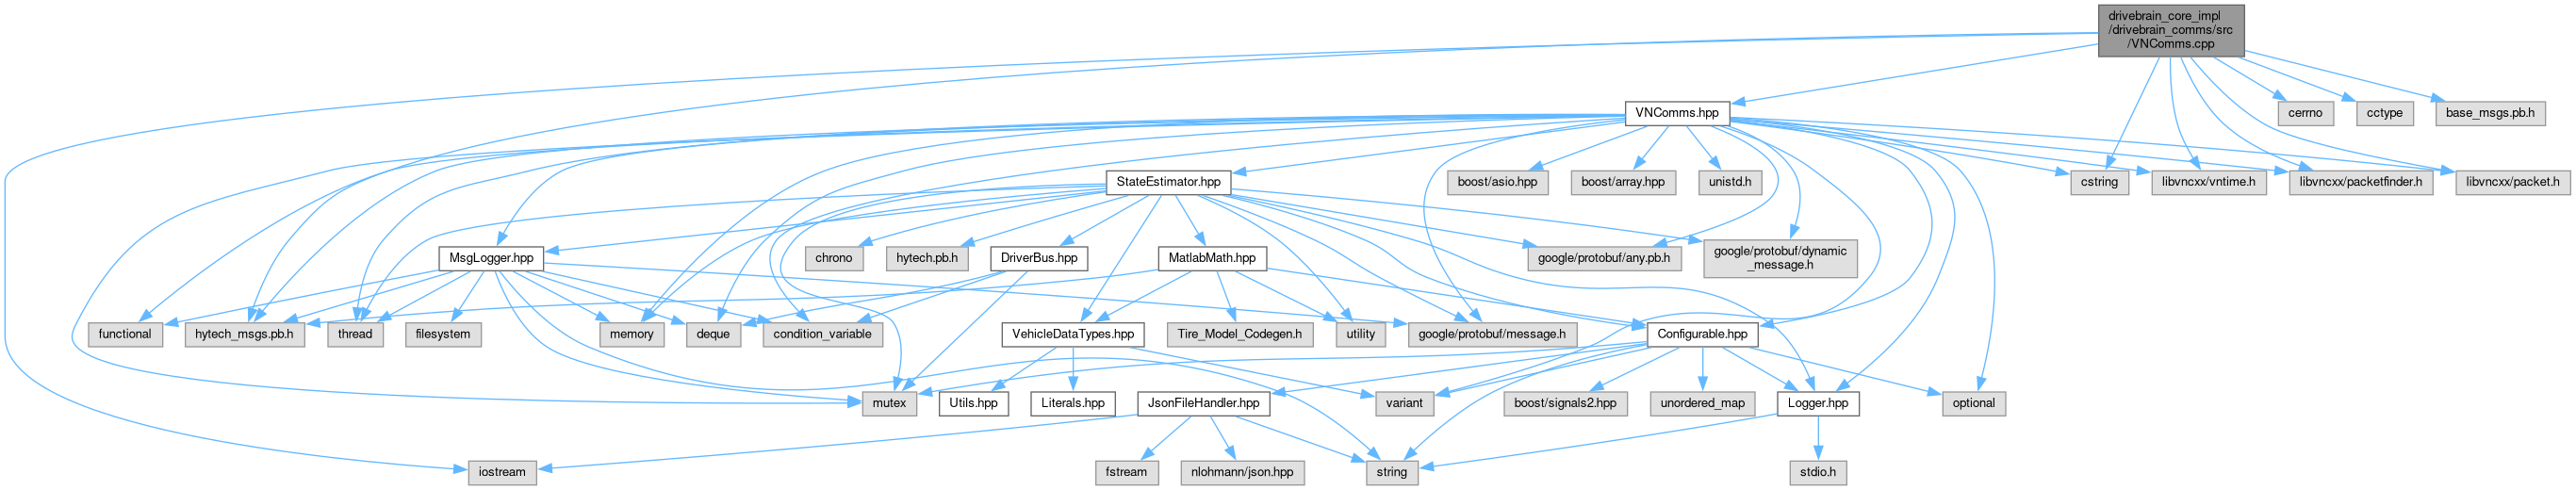 drivebrain_core_impl
/drivebrain_comms/src
/VNComms.cpp
VNComms.hpp
cerrno
cctype
base_msgs.pb.h
StateEstimator.hpp
boost/asio.hpp
boost/array.hpp
unistd.h
cstring
libvncxx/vntime.h
libvncxx/packetfinder.h
libvncxx/packet.h
MsgLogger.hpp
chrono
hytech.pb.h
DriverBus.hpp
MatlabMath.hpp
google/protobuf/any.pb.h
google/protobuf/dynamic
_message.h
functional
hytech_msgs.pb.h
thread
filesystem
memory
deque
condition_variable
VehicleDataTypes.hpp
Tire_Model_Codegen.h
utility
google/protobuf/message.h
Configurable.hpp
mutex
Utils.hpp
Literals.hpp
JsonFileHandler.hpp
variant
boost/signals2.hpp
unordered_map
Logger.hpp
optional
iostream
fstream
nlohmann/json.hpp
string
stdio.h